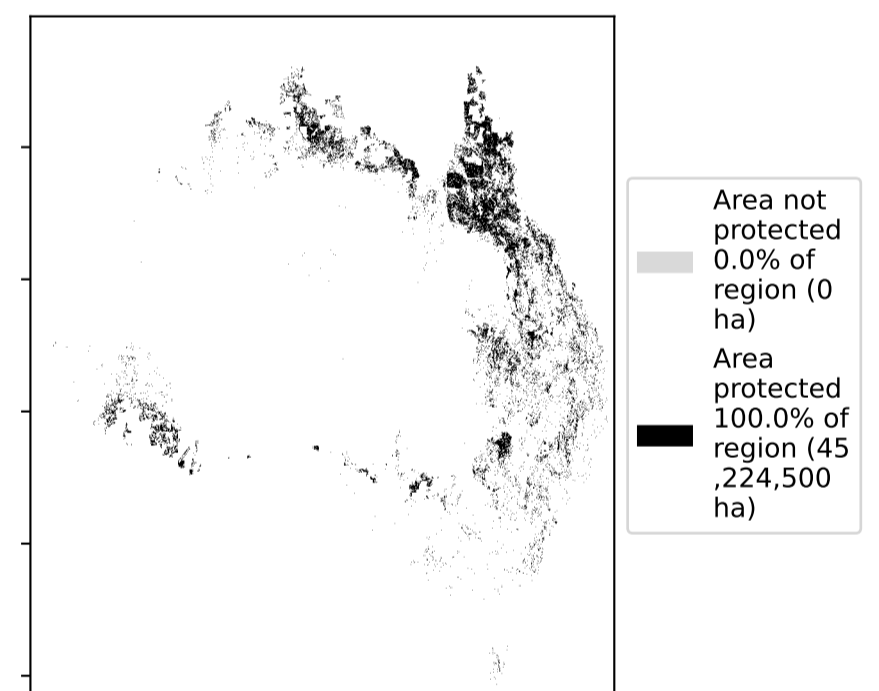 Area not
protected
0.0% of
region (0
ha)
Area
protected
100.0% of
region (45
,224,500
ha)